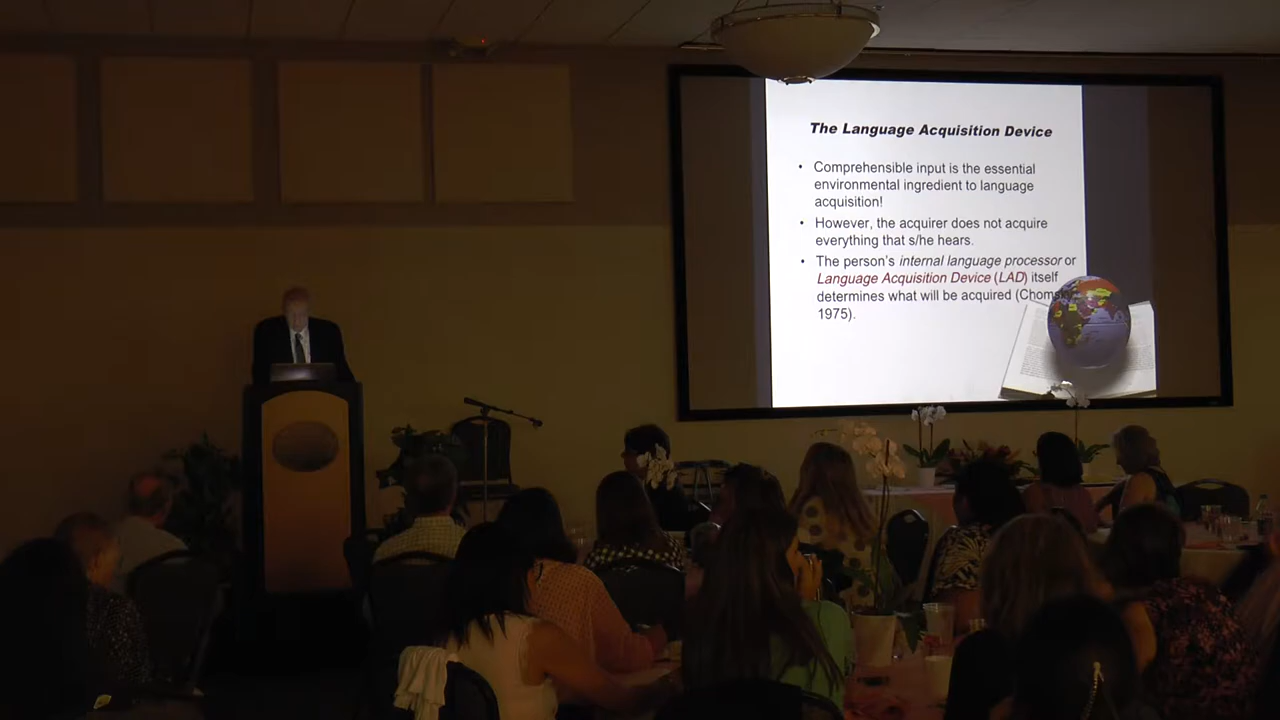 The Language Acquisition Device
• Comprehensible input is the essential
environmental ingredient to language
acquisition!
• However, the acquirer does not acquire
everything that s/he hears.
• The person's internal language processor or
Language Acquisition Device (LAD) itself
determines what will be acquired (Chomsky
1975).